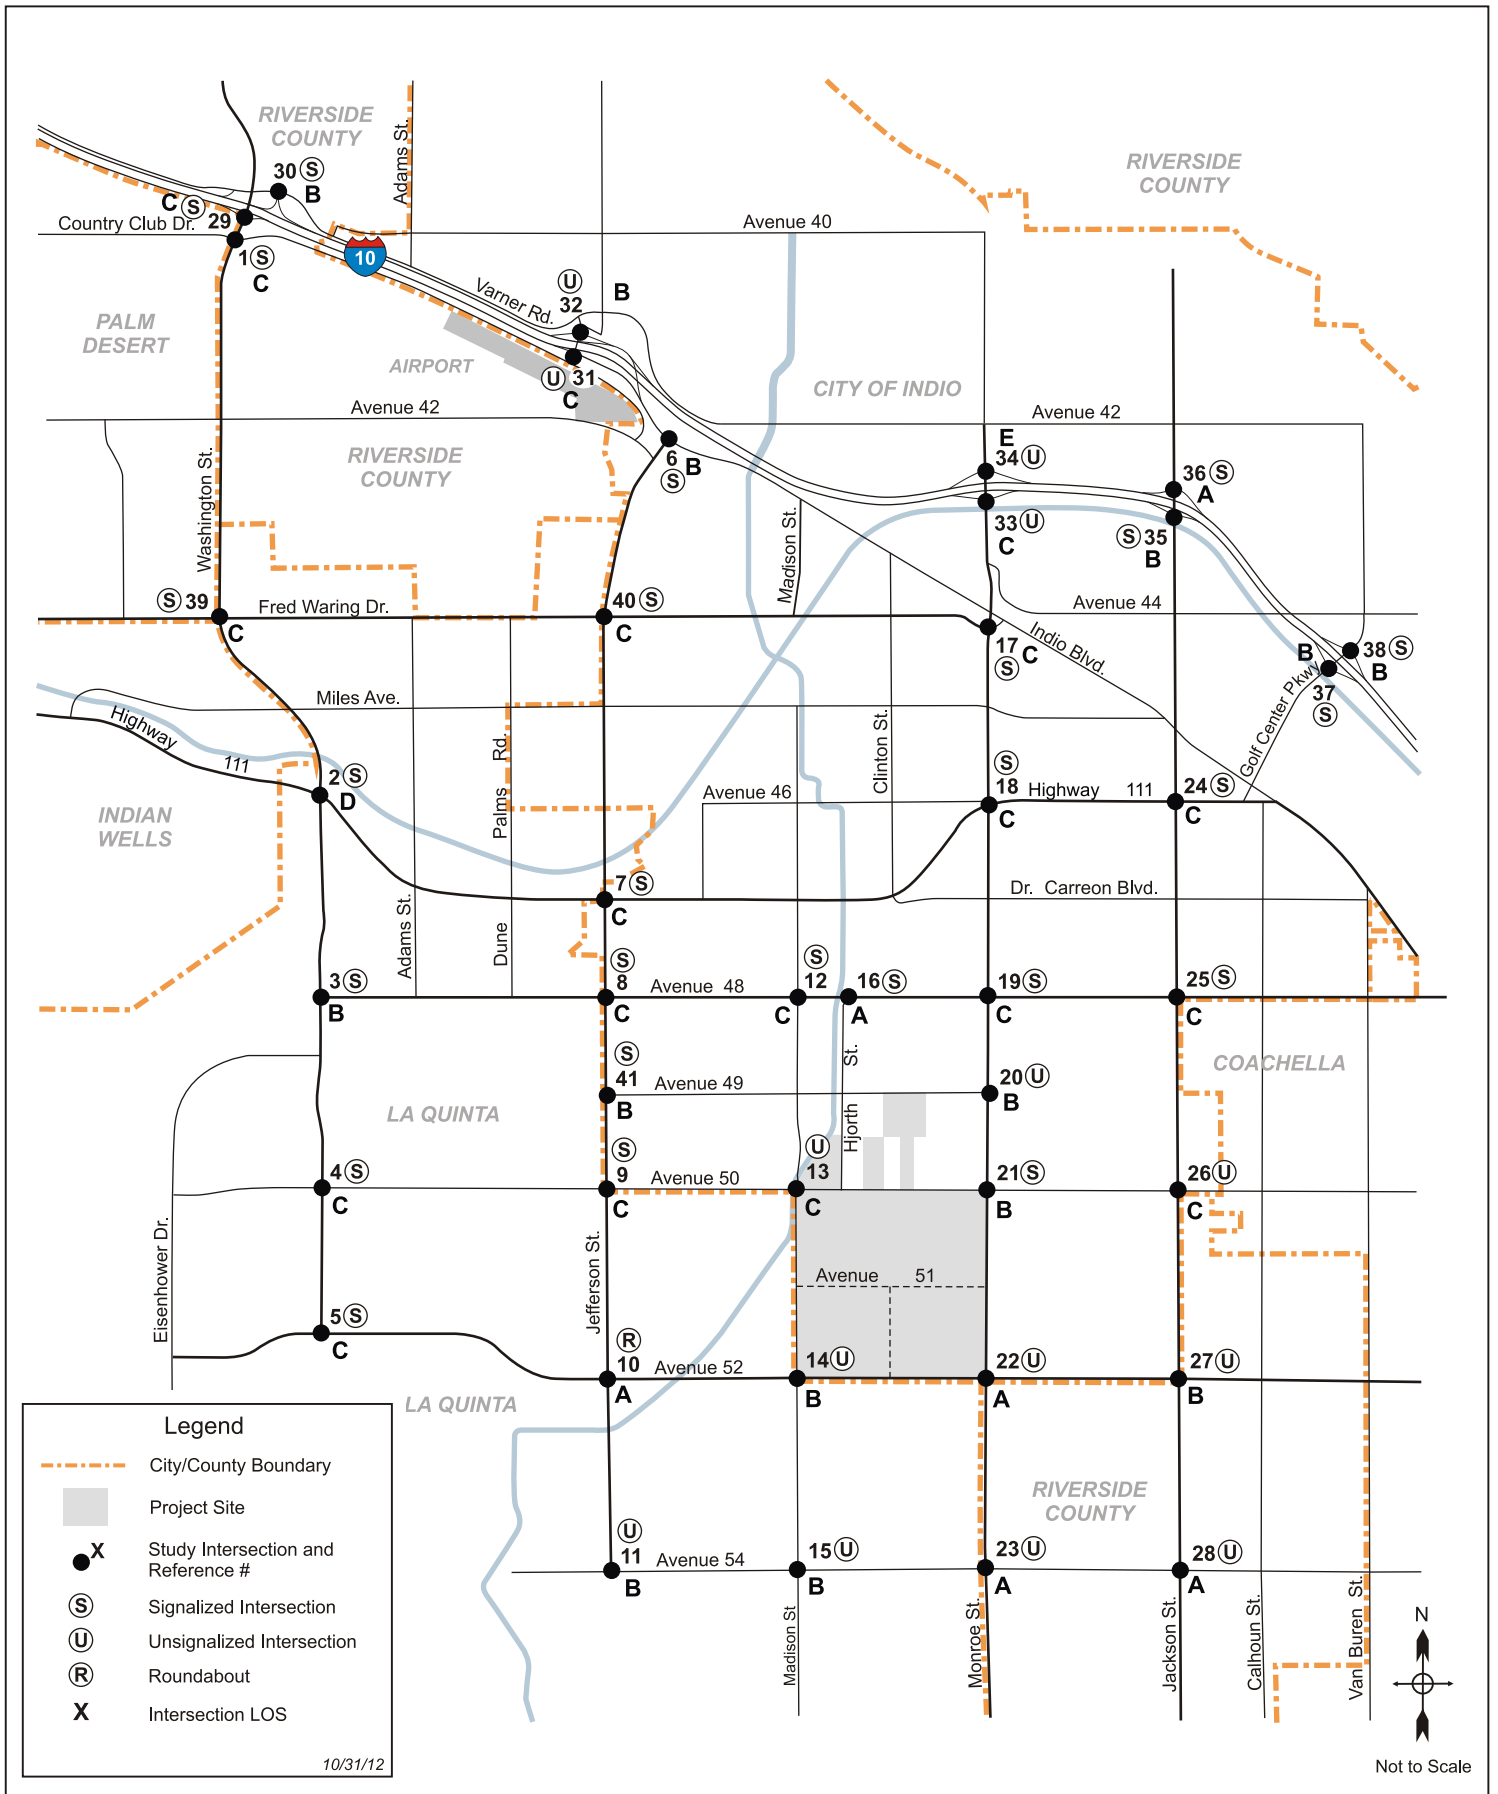 RIVERSIDE
COUNTY
Adams St.
RIVERSIDE
COUNTY
30 S
B
C S
29
Country Club Dr.
Avenue 40
1 S
C
10
U
32
B
Varner Rd.
PALM
DESERT
AIRPORT
U 31
C
CITY OF INDIO
Avenue 42
Avenue 42
Washington St.
RIVERSIDE
COUNTY
6 B
S
E
34 U
36 S
A
Madison St.
33 U
C
S 35
B
S 39
C
Fred Waring Dr.
40 S
C
Avenue 44
17 C
S
Indio Blvd.
B
38 S
B
37
S
Golf Center Pkwy
Miles Ave.
Highway
111
Palms Rd.
Clinton St.
2 S
D
S
18
C
Highway 111
24 S
C
Avenue 46
INDIAN
WELLS
7 S
C
Dr. Carreon Blvd.
Adams St.
Dune
3 S
B
S
8
C
Avenue 48
S
12
C
16 S
A
19 S
C
25 S
C
St.
COACHELLA
S
41
B
Avenue 49
20 U
B
LA QUINTA
Hjorth
S
9
C
Avenue 50
U
13
C
4 S
C
21 S
B
26 U
C
Eisenhower Dr.
Jefferson St.
Avenue 51
5 S
C
R
10
A
Avenue 52
14 U
B
22 U
A
27 U
B
LA QUINTA
RIVERSIDE
COUNTY
U
11
B
Avenue 54
15 U
B
23 U
A
28 U
A
Madison St
Monroe St.
Jackson St.
Calhoun St.
Van Buren St.
N
Not to Scale
Legend
City/County Boundary
Project Site
X
Study Intersection and
Reference #
S Signalized Intersection
U Unsignalized Intersection
R Roundabout
X Intersection LOS
10/31/12